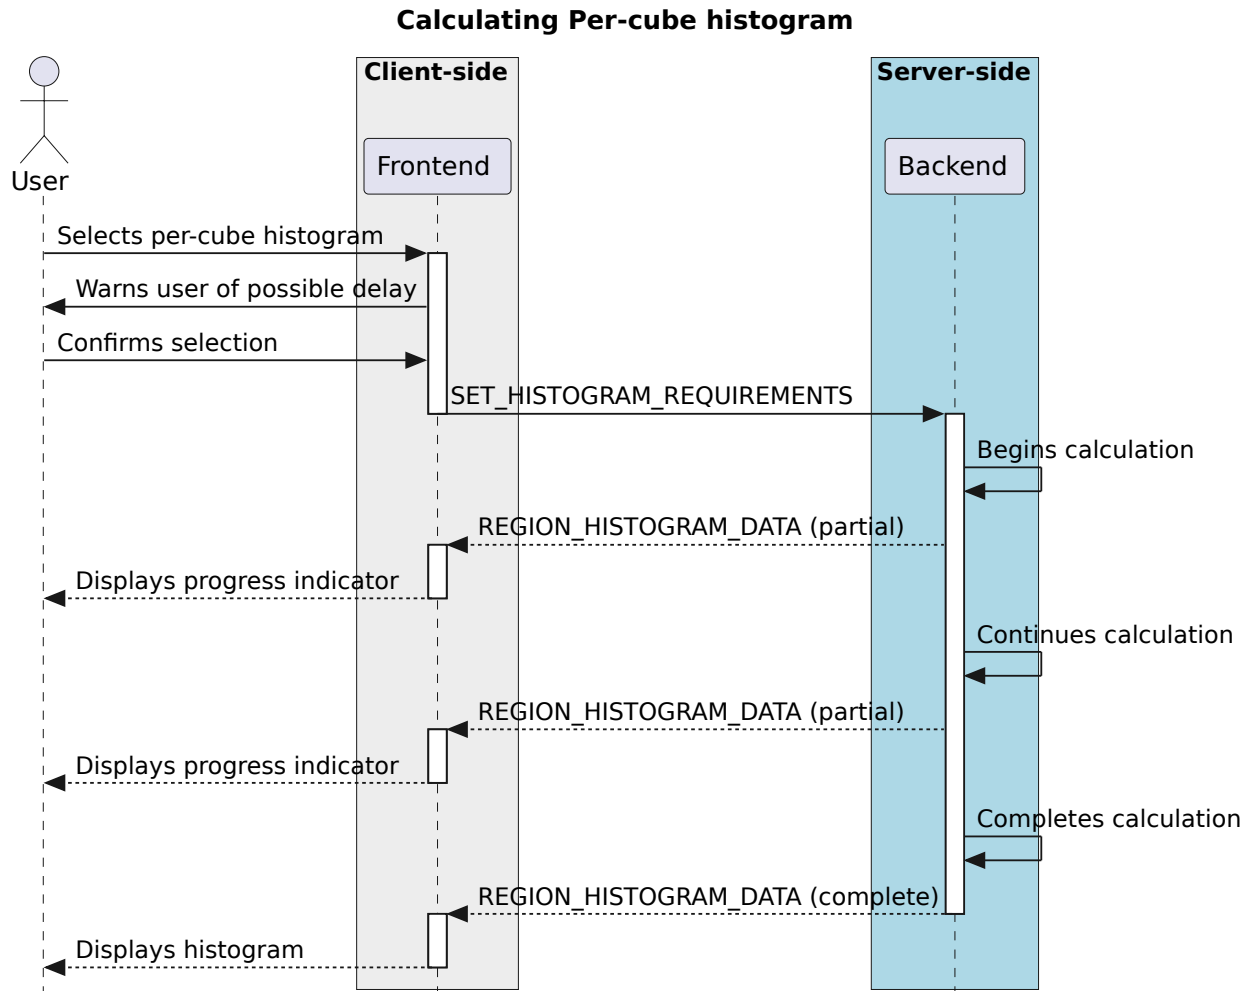 Calculating Per-cube histogram
Client-side
Server-side
Frontend
Backend
User
Selects per-cube histogram
Warns user of possible delay
Confirms selection
SET_HISTOGRAM_REQUIREMENTS
Begins calculation
REGION_HISTOGRAM_DATA (partial)
Displays progress indicator
Continues calculation
REGION_HISTOGRAM_DATA (partial)
Displays progress indicator
Completes calculation
REGION_HISTOGRAM_DATA (complete)
Displays histogram